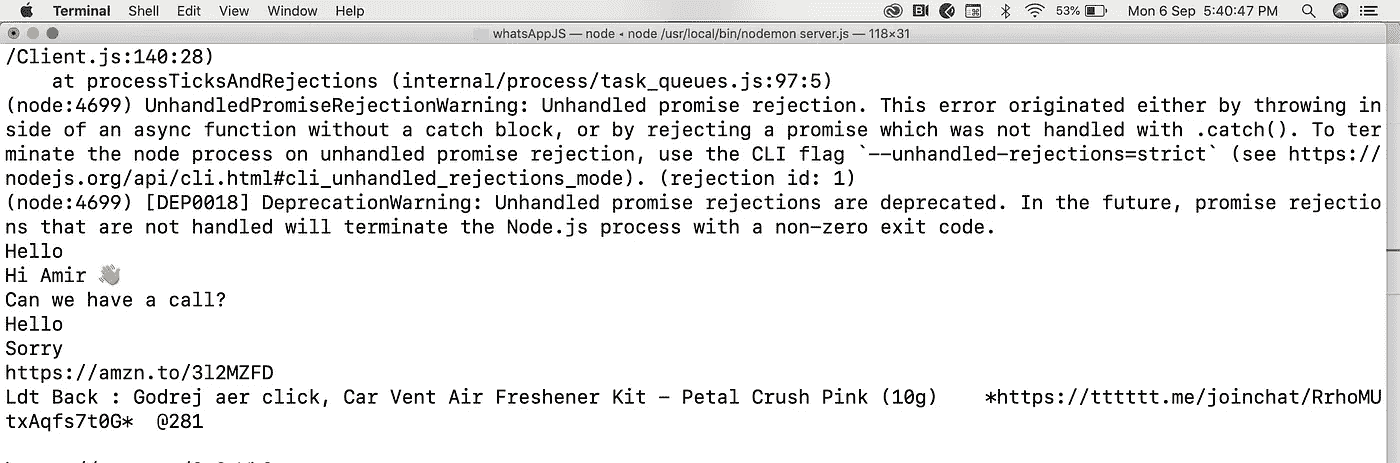 Terminal Shell Edit View Window Help 53% Mon 6 Sep 5:40:47 PM
whatsAppJS — node ◂ node /usr/local/bin/nodemon server.js — 118×31
/Client.js:140:28)
    at processTicksAndRejections (internal/process/task_queues.js:97:5)
(node:4699) UnhandledPromiseRejectionWarning: Unhandled promise rejection. This error originated either by throwing in
side of an async function without a catch block, or by rejecting a promise which was not handled with .catch(). To ter
minate the node process on unhandled promise rejection, use the CLI flag `--unhandled-rejections=strict` (see https://
nodejs.org/api/cli.html#cli_unhandled_rejections_mode). (rejection id: 1)
(node:4699) [DEP0018] DeprecationWarning: Unhandled promise rejections are deprecated. In the future, promise rejectio
ns that are not handled will terminate the Node.js process with a non-zero exit code.
Hello
Hi Amir 👋
Can we have a call?
Hello
Sorry
https://amzn.to/3l2MZFD
Ldt Back : Godrej aer click, Car Vent Air Freshener Kit – Petal Crush Pink (10g)    *https://tttttt.me/joinchat/RrhoMU
txAqfs7t0G*  @281